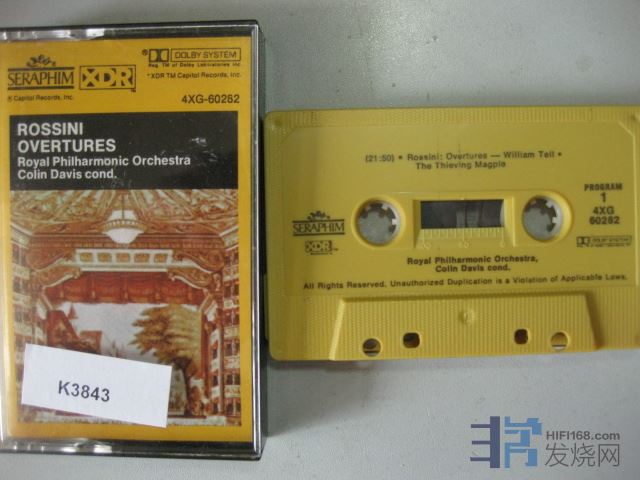 SERAPHIM
XDR
DOLBY SYSTEM
Reg. TM of Dolby Laboratories Inc.
® Capitol Records, Inc.
*XDR TM Capitol Records, Inc.
4XG-60282
ROSSINI
OVERTURES
Royal Philharmonic Orchestra
Colin Davis cond.
K3843
(21:50) • Rossini: Overtures — William Tell •
The Thieving Magpie
PROGRAM
1
4XG
60282
SERAPHIM
XDR
DOLBY SYSTEM
Royal Philharmonic Orchestra,
Colin Davis cond.
All Rights Reserved. Unauthorized Duplication is a Violation of Applicable Laws.
HIFI168.com
发烧网